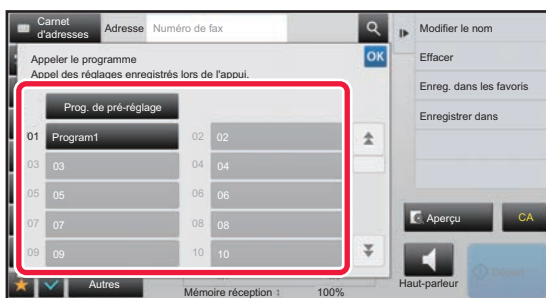 Carnet
d'adresses
Adresse
Numéro de fax
Appeler le programme
OK
Appel des réglages enregistrés lors de l'appui.
Prog. de pré-réglage
01 Program1
02 02
03 03
04 04
05 05
06 06
07 07
08 08
09 09
10 10
Autres
Mémoire réception :
100%
Modifier le nom
Effacer
Enreg. dans les favoris
Enregistrer dans
Aperçu
CA
Haut-parleur
Départ